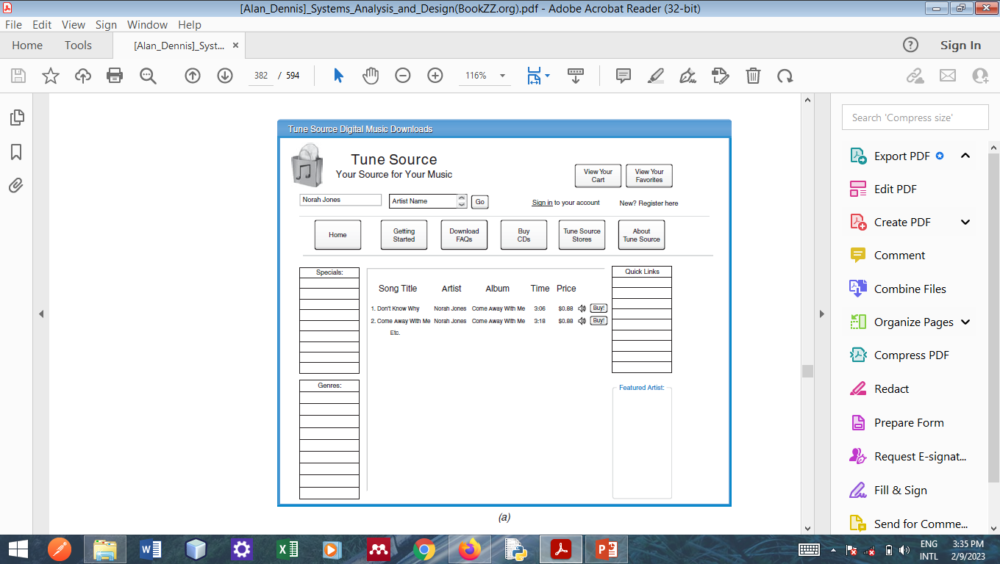 [Alan_Dennis]_Systems_Analysis_and_Design(BookZZ.org).pdf - Adobe Acrobat Reader (32-bit)
File Edit View Sign Window Help
Home Tools [Alan_Dennis]_Syst... × Sign In
382 / 594 116%
Search 'Compress size'
Export PDF
Edit PDF
Create PDF
Comment
Combine Files
Organize Pages
Compress PDF
Redact
Prepare Form
Request E-signat...
Fill & Sign
Send for Comme...
Tune Source Digital Music Downloads
Tune Source
Your Source for Your Music
View Your
Cart
View Your
Favorites
Norah Jones Artist Name Go Sign in to your account New? Register here
Home
Getting
Started
Download
FAQs
Buy
CDs
Tune Source
Stores
About
Tune Source
Specials:
Genres:
Song Title Artist Album Time Price
1. Don't Know Why Norah Jones Come Away With Me 3:06 $0.88 Buy!
2. Come Away With Me Norah Jones Come Away With Me 3:18 $0.88 Buy!
Etc.
Quick Links
Featured Artist:
(a)
ENG
INTL
3:35 PM
2/9/2023